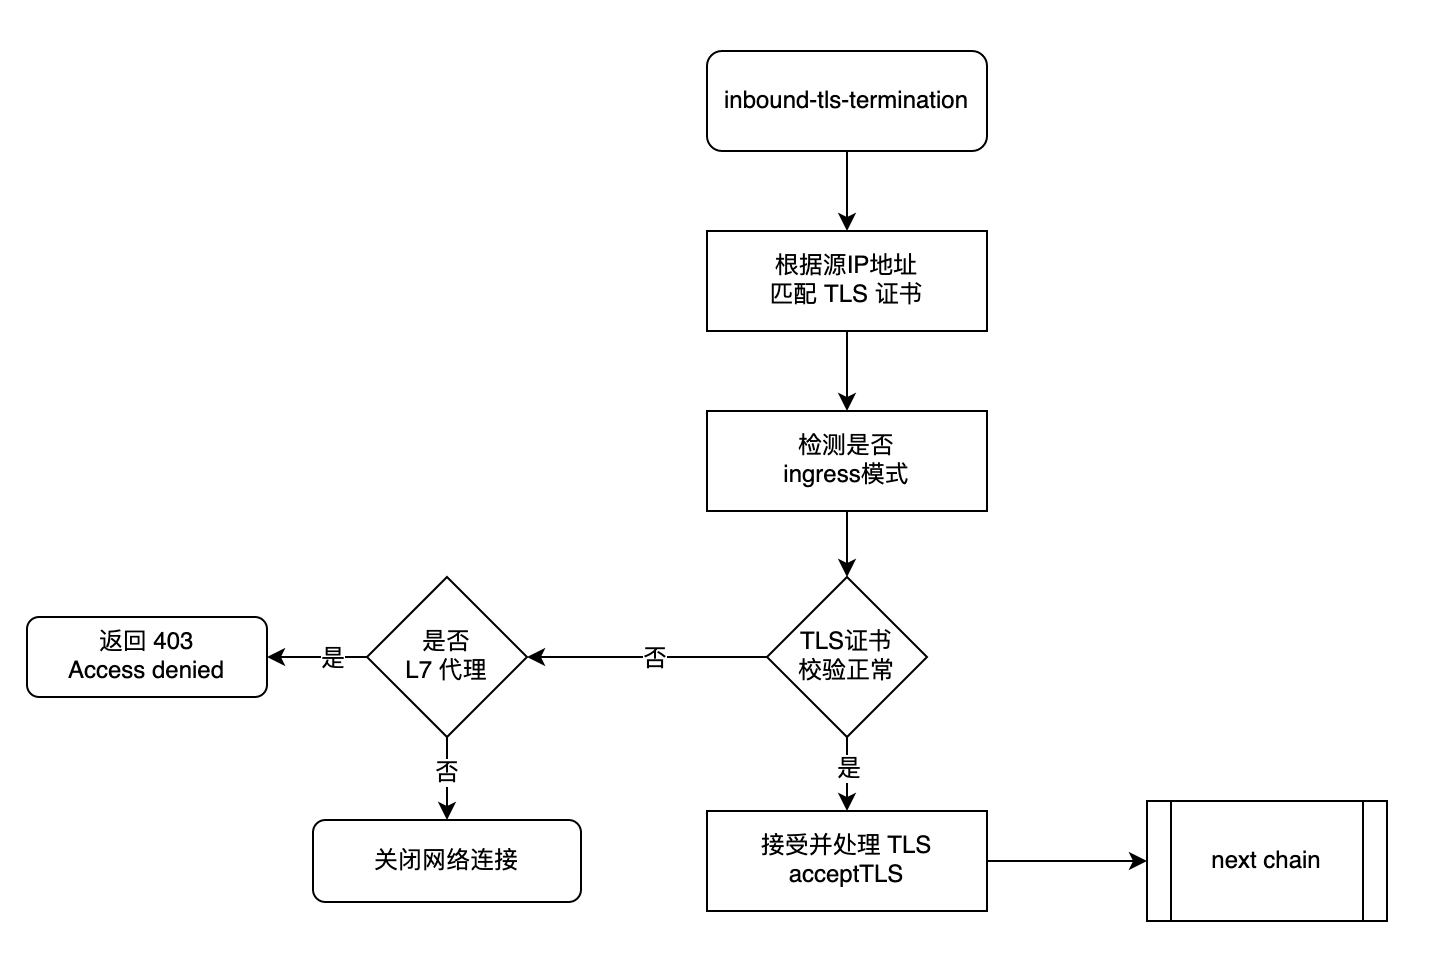 inbound-tls-termination
根据源IP地址
匹配 TLS 证书
检测是否
ingress模式
TLS证书
校验正常
否
是否
L7 代理
是
返回 403
Access denied
否
关闭网络连接
是
接受并处理 TLS
acceptTLS
next chain